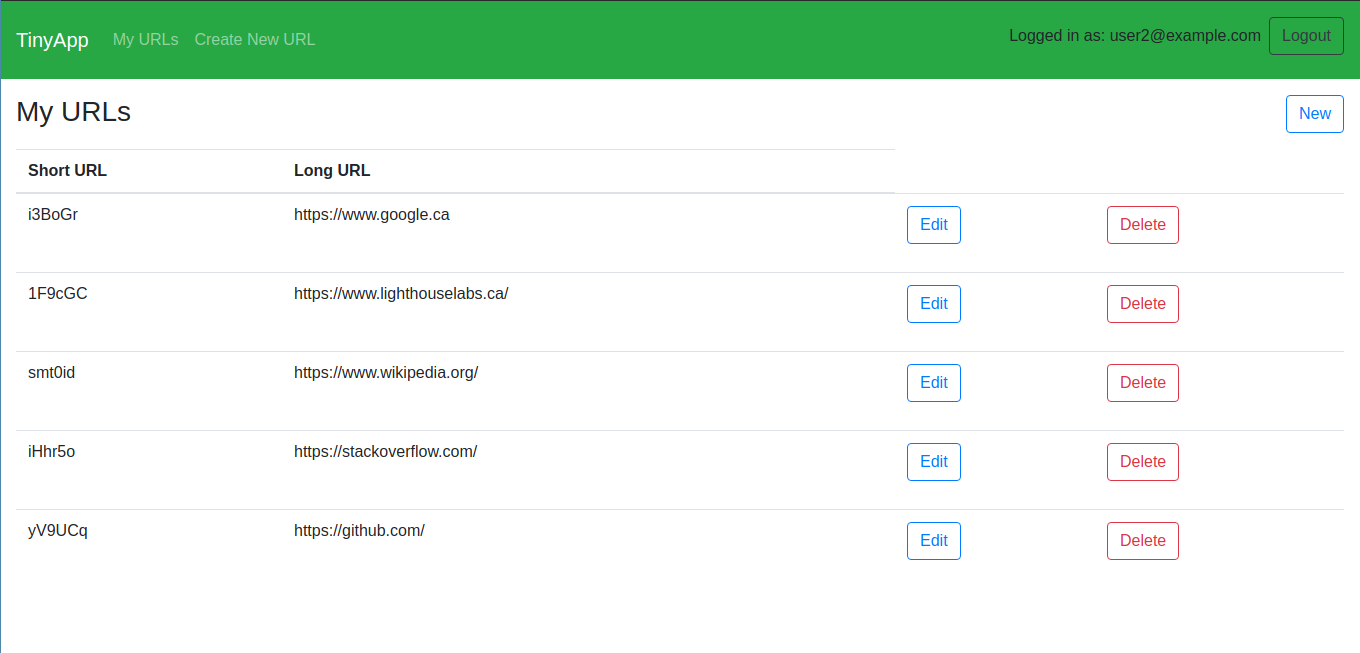 TinyApp My URLs Create New URL Logged in as: user2@example.com Logout
My URLs New
Short URL Long URL
i3BoGr https://www.google.ca Edit Delete
1F9cGC https://www.lighthouselabs.ca/ Edit Delete
smt0id https://www.wikipedia.org/ Edit Delete
iHhr5o https://stackoverflow.com/ Edit Delete
yV9UCq https://github.com/ Edit Delete